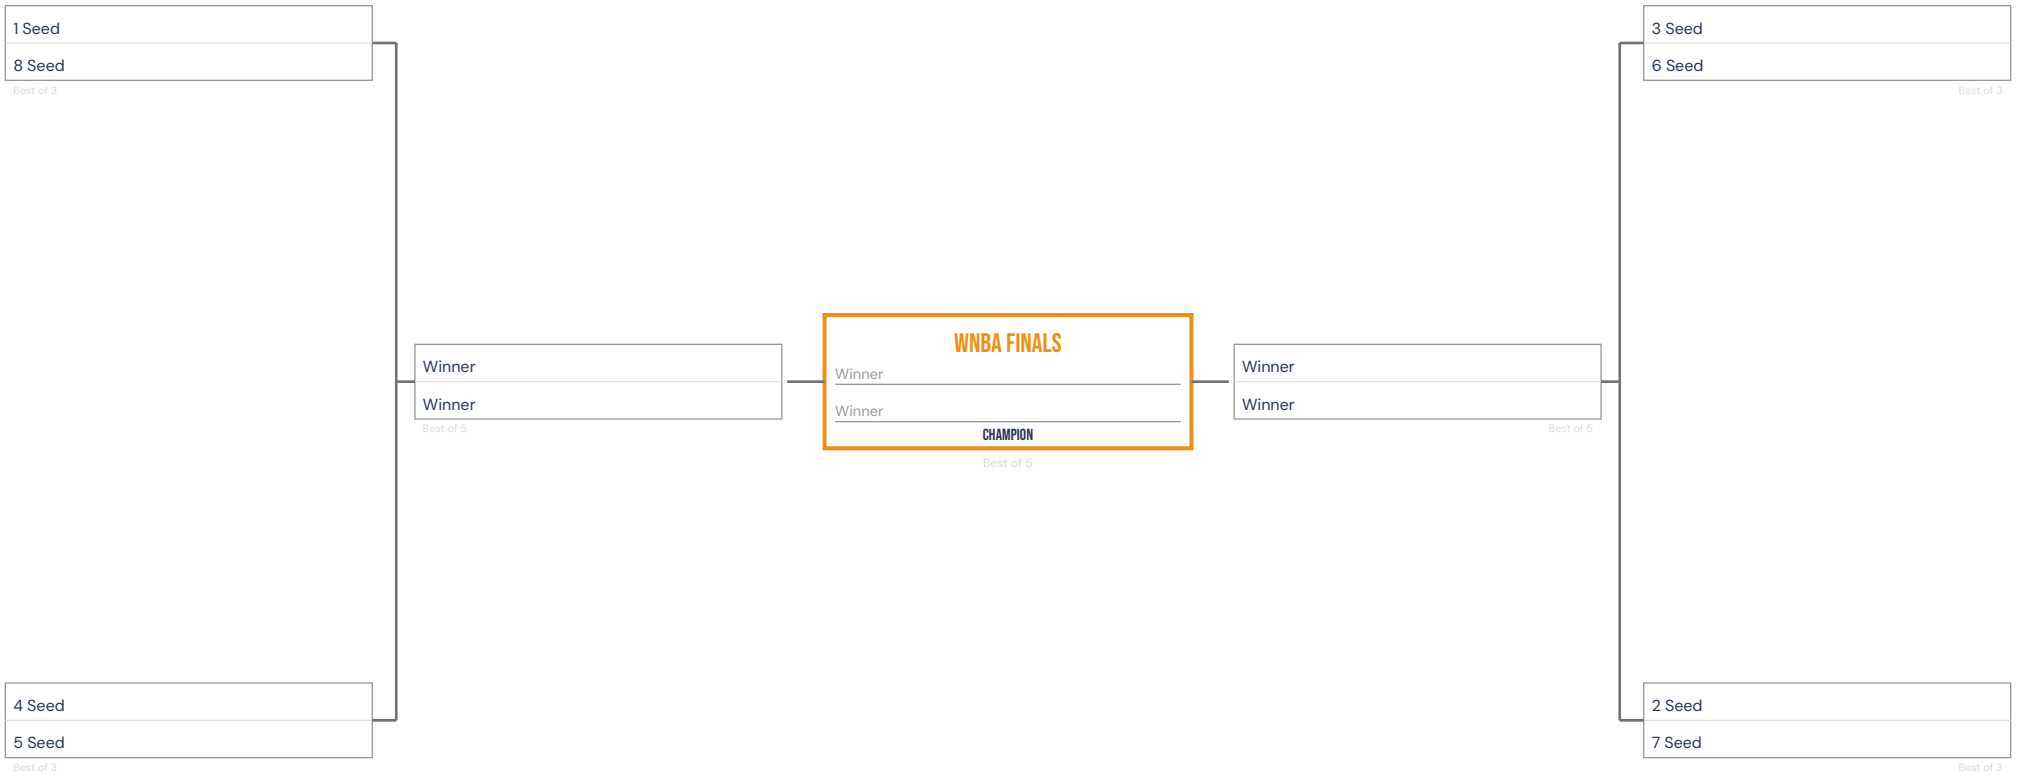 1 Seed
8 Seed
Best of 3
4 Seed
5 Seed
Best of 3
Winner
Winner
Best of 5
WNBA FINALS
Winner
Winner
CHAMPION
Best of 5
Winner
Winner
Best of 5
3 Seed
6 Seed
Best of 3
2 Seed
7 Seed
Best of 3